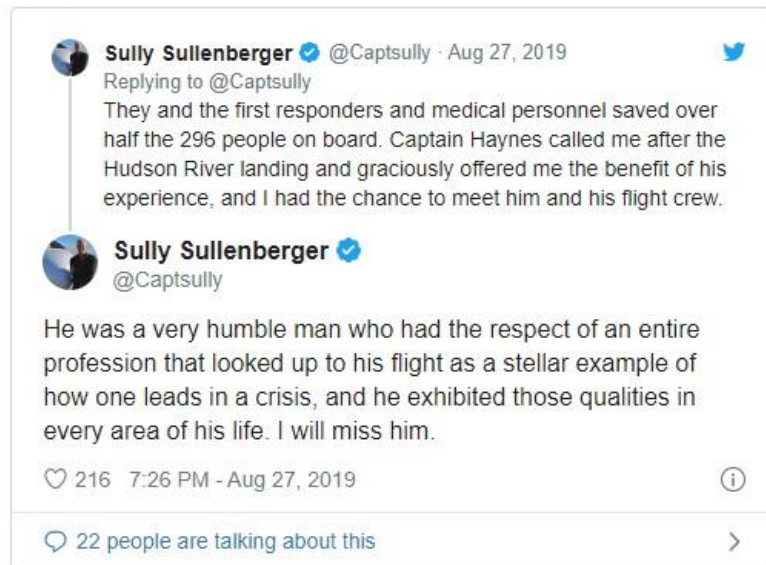 Sully Sullenberger @Captsully · Aug 27, 2019
Replying to @Captsully
They and the first responders and medical personnel saved over
half the 296 people on board. Captain Haynes called me after the
Hudson River landing and graciously offered me the benefit of his
experience, and I had the chance to meet him and his flight crew.
Sully Sullenberger
@Captsully
He was a very humble man who had the respect of an entire
profession that looked up to his flight as a stellar example of
how one leads in a crisis, and he exhibited those qualities in
every area of his life. I will miss him.
216 7:26 PM - Aug 27, 2019
22 people are talking about this